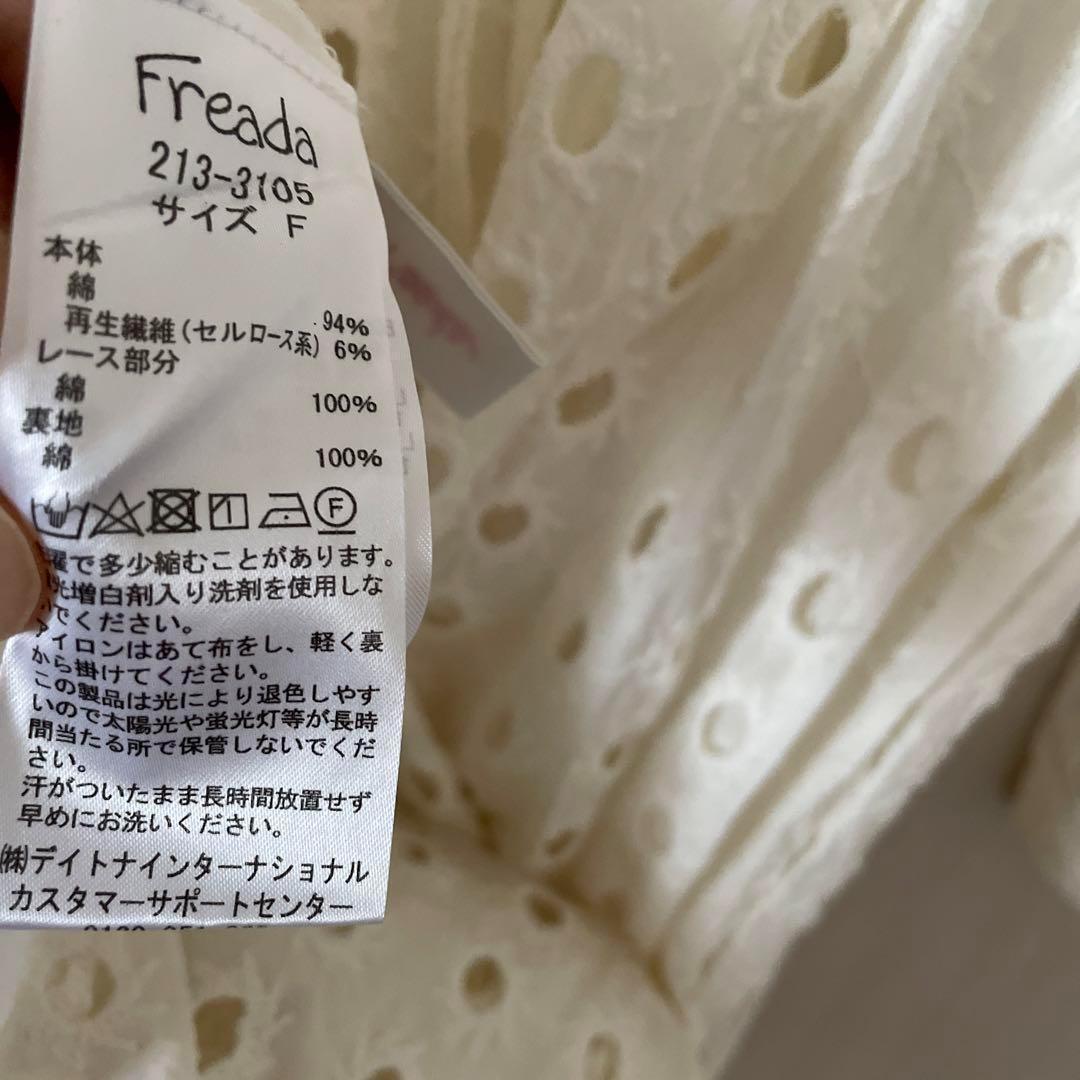 Freada
213-3105
サイズ F
本体
綿 94%
再生繊維(セルロース系) 6%
レース部分
綿 100%
裏地
綿 100%
F
濯で多少縮むことがあります。
光増白剤入り洗剤を使用しな
いでください。
アイロンはあて布をし、軽く裏
から掛けてください。
この製品は光により退色しやす
いので太陽光や蛍光灯等が長時
間当たる所で保管しないでくだ
さい。
汗がついたまま長時間放置せず
早めにお洗いください。
㈱デイトナインターナショナル
カスタマーサポートセンター